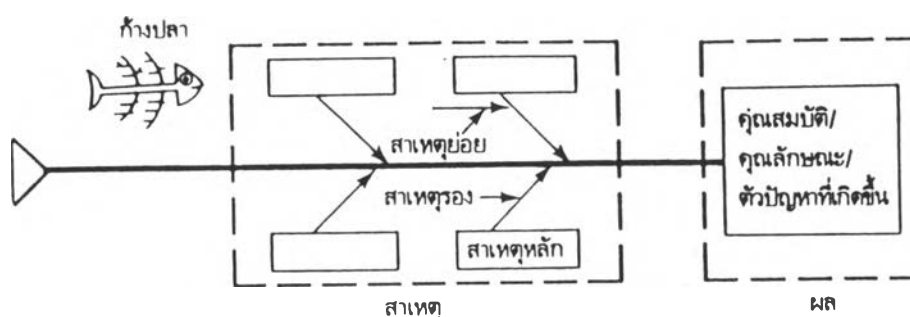 ก้างปลา
สาเหตุย่อย
สาเหตุรอง
สาเหตุหลัก
คุ่ณสมบัติ/
คุณลักษณะ/
ตัวปัญหาที่เกิดขึ้น
สาเหตุ
ผล